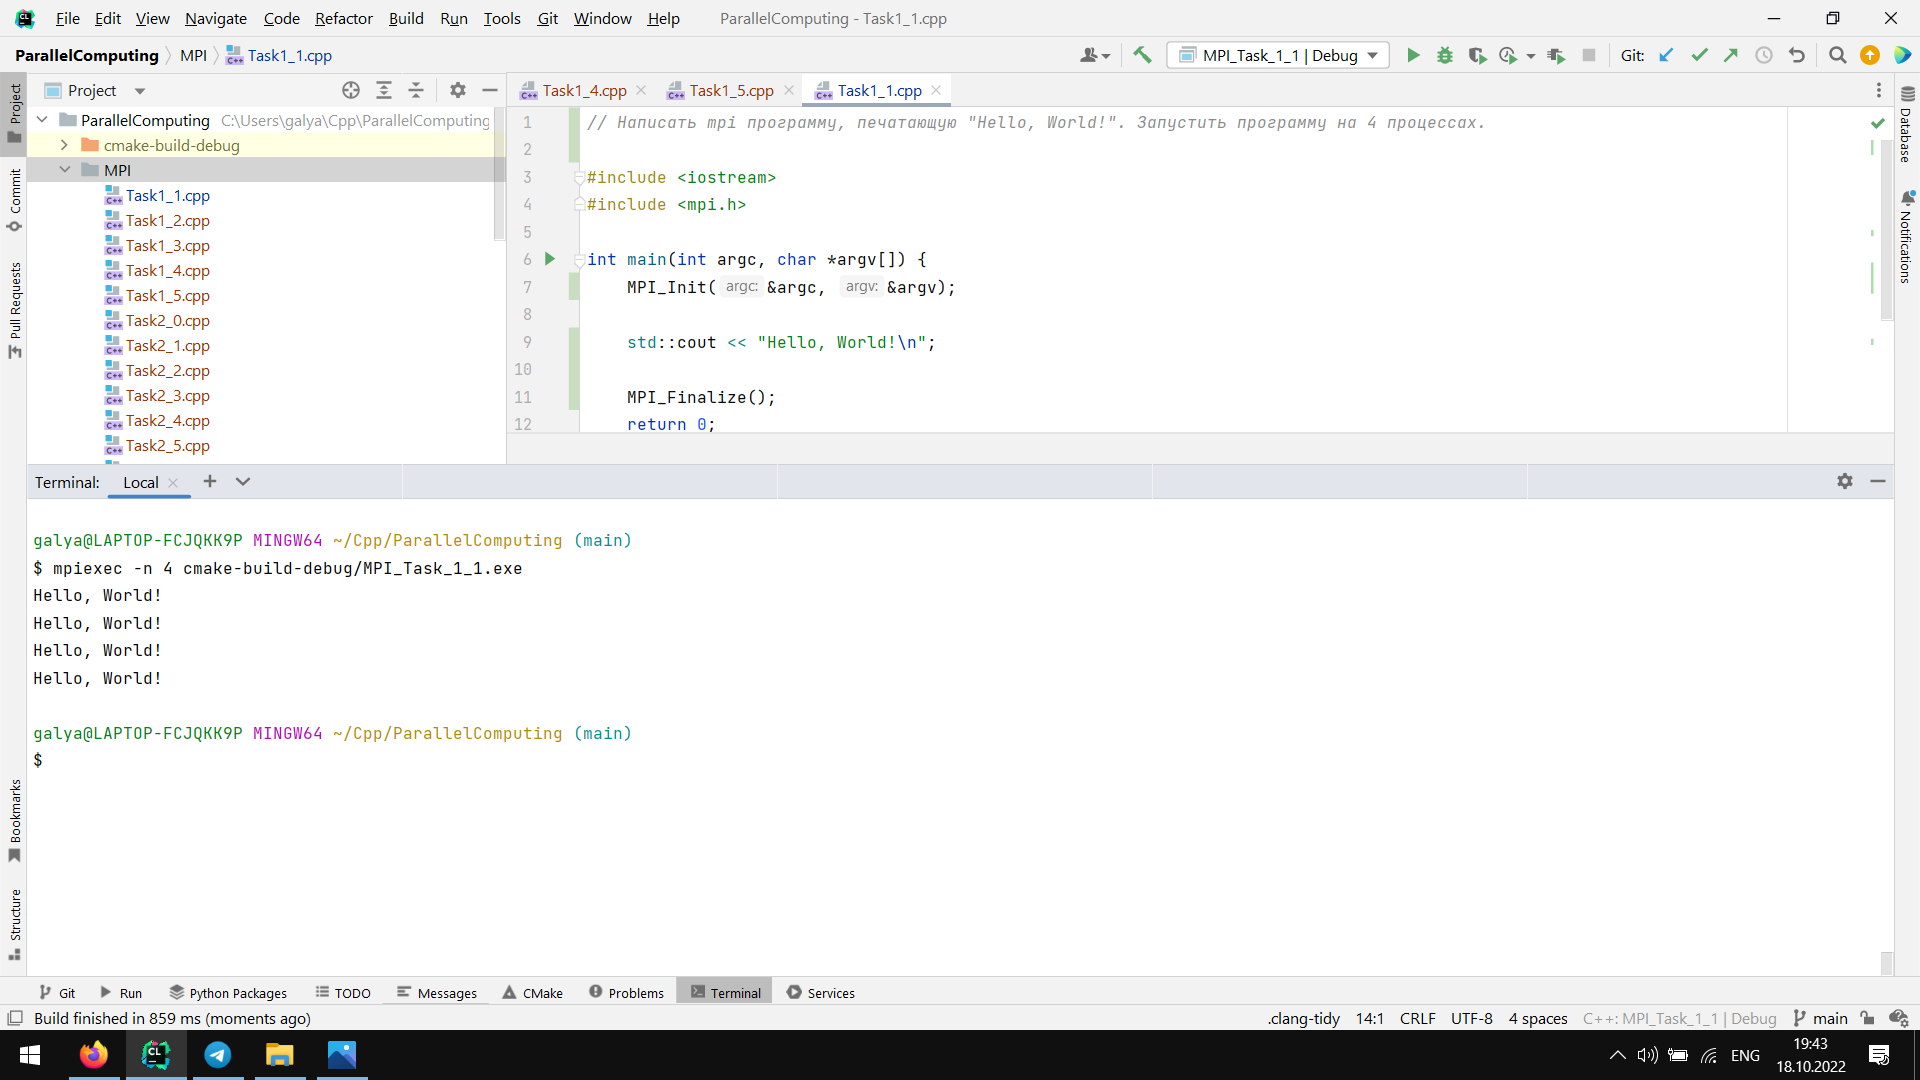 File Edit View Navigate Code Refactor Build Run Tools Git Window Help ParallelComputing - Task1_1.cpp
ParallelComputing MPI Task1_1.cpp MPI_Task_1_1 | Debug Git:
Project Task1_4.cpp Task1_5.cpp Task1_1.cpp
ParallelComputing C:\Users\galya\Cpp\ParallelComputing
cmake-build-debug
MPI
Task1_1.cpp
Task1_2.cpp
Task1_3.cpp
Task1_4.cpp
Task1_5.cpp
Task2_0.cpp
Task2_1.cpp
Task2_2.cpp
Task2_3.cpp
Task2_4.cpp
Task2_5.cpp
1 // Написать mpi программу, печатающую "Hello, World!". Запустить программу на 4 процессах.
2
3 #include <iostream>
4 #include <mpi.h>
5
6 int main(int argc, char *argv[]) {
7 MPI_Init( argc: &argc, argv: &argv);
8
9 std::cout << "Hello, World!\n";
10
11 MPI_Finalize();
12 return 0;
Project
Commit
Pull Requests
Bookmarks
Structure
Database
Notifications
Terminal: Local
galya@LAPTOP-FCJQKK9P MINGW64 ~/Cpp/ParallelComputing (main)
$ mpiexec -n 4 cmake-build-debug/MPI_Task_1_1.exe
Hello, World!
Hello, World!
Hello, World!
Hello, World!
galya@LAPTOP-FCJQKK9P MINGW64 ~/Cpp/ParallelComputing (main)
$
Git Run Python Packages TODO Messages CMake Problems Terminal Services
Build finished in 859 ms (moments ago) .clang-tidy 14:1 CRLF UTF-8 4 spaces C++: MPI_Task_1_1 | Debug main
ENG 19:43
18.10.2022